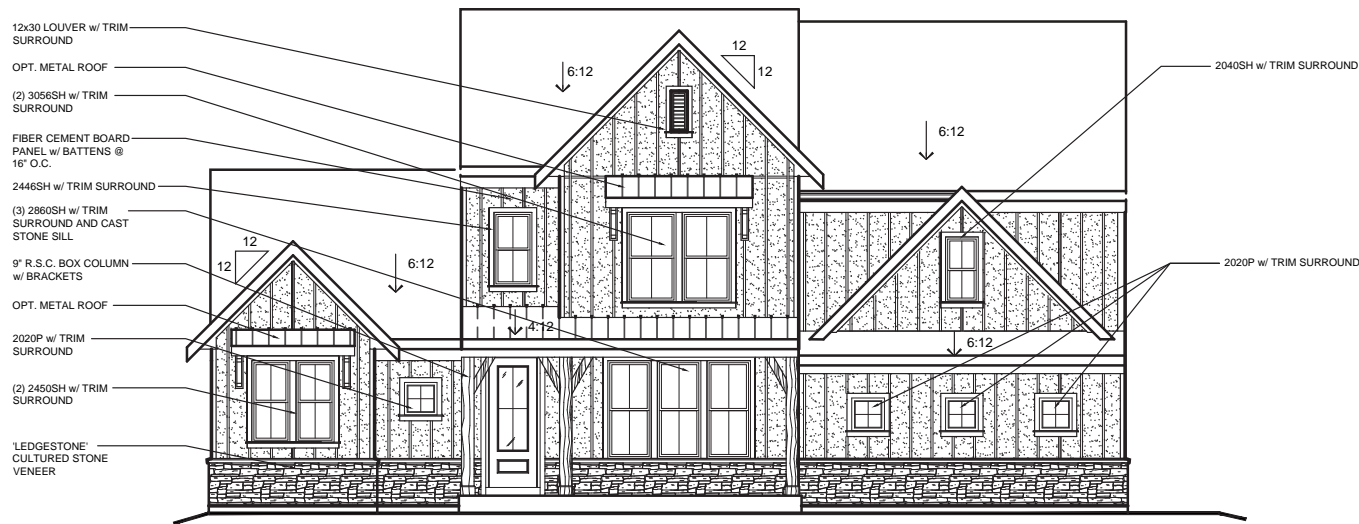 12x30 LOUVER w/ TRIM
SURROUND
OPT. METAL ROOF
(2) 3056SH w/ TRIM
SURROUND
FIBER CEMENT BOARD
PANEL w/ BATTENS @
16" O.C.
2446SH w/ TRIM SURROUND
(3) 2860SH w/ TRIM
SURROUND AND CAST
STONE SILL
9" R.S.C. BOX COLUMN
w/ BRACKETS
OPT. METAL ROOF
2020P w/ TRIM
SURROUND
(2) 2450SH w/ TRIM
SURROUND
'LEDGESTONE'
CULTURED STONE
VENEER
12
12
6:12
6:12
12
12
6:12
4:12
6:12
2040SH w/ TRIM SURROUND
2020P w/ TRIM SURROUND